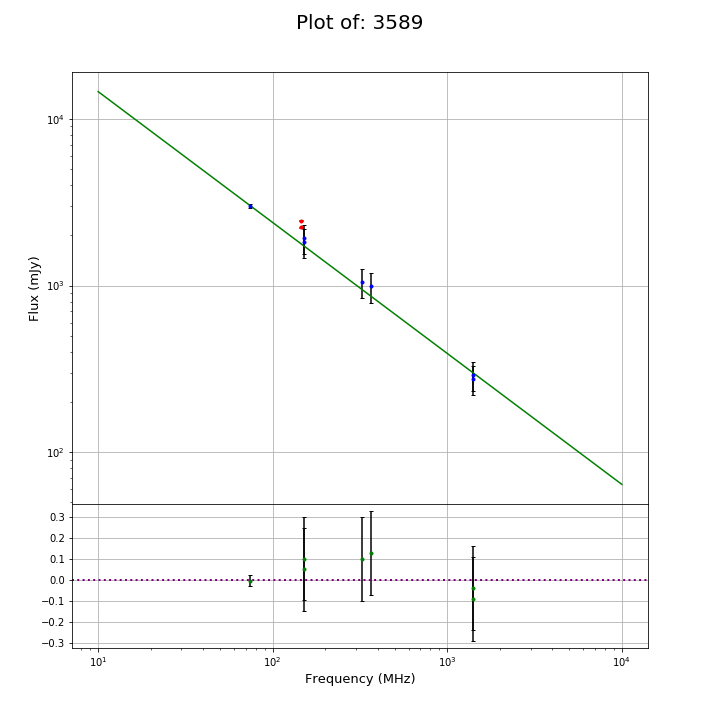 Plot of: 3589
10⁴
10³
10²
Flux (mJy)
0.3
0.2
0.1
0.0
−0.1
−0.2
−0.3
10¹ 10² 10³ 10⁴
Frequency (MHz)